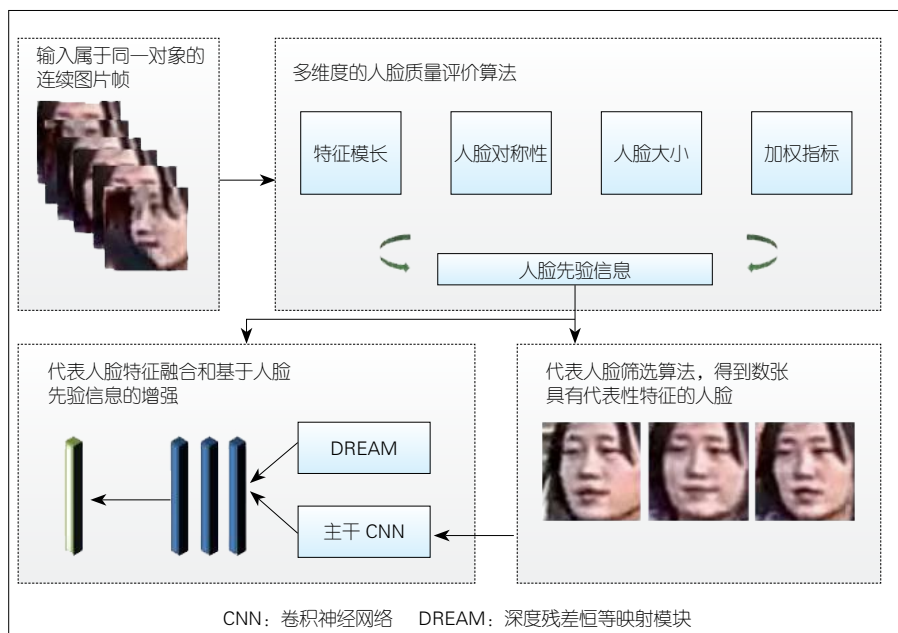 输入属于同一对象的
连续图片帧
多维度的人脸质量评价算法
特征模长
人脸对称性
人脸大小
加权指标
人脸先验信息
代表人脸特征融合和基于人脸
先验信息的增强
DREAM
主干 CNN
代表人脸筛选算法，得到数张
具有代表性特征的人脸
CNN：卷积神经网络 DREAM：深度残差恒等映射模块